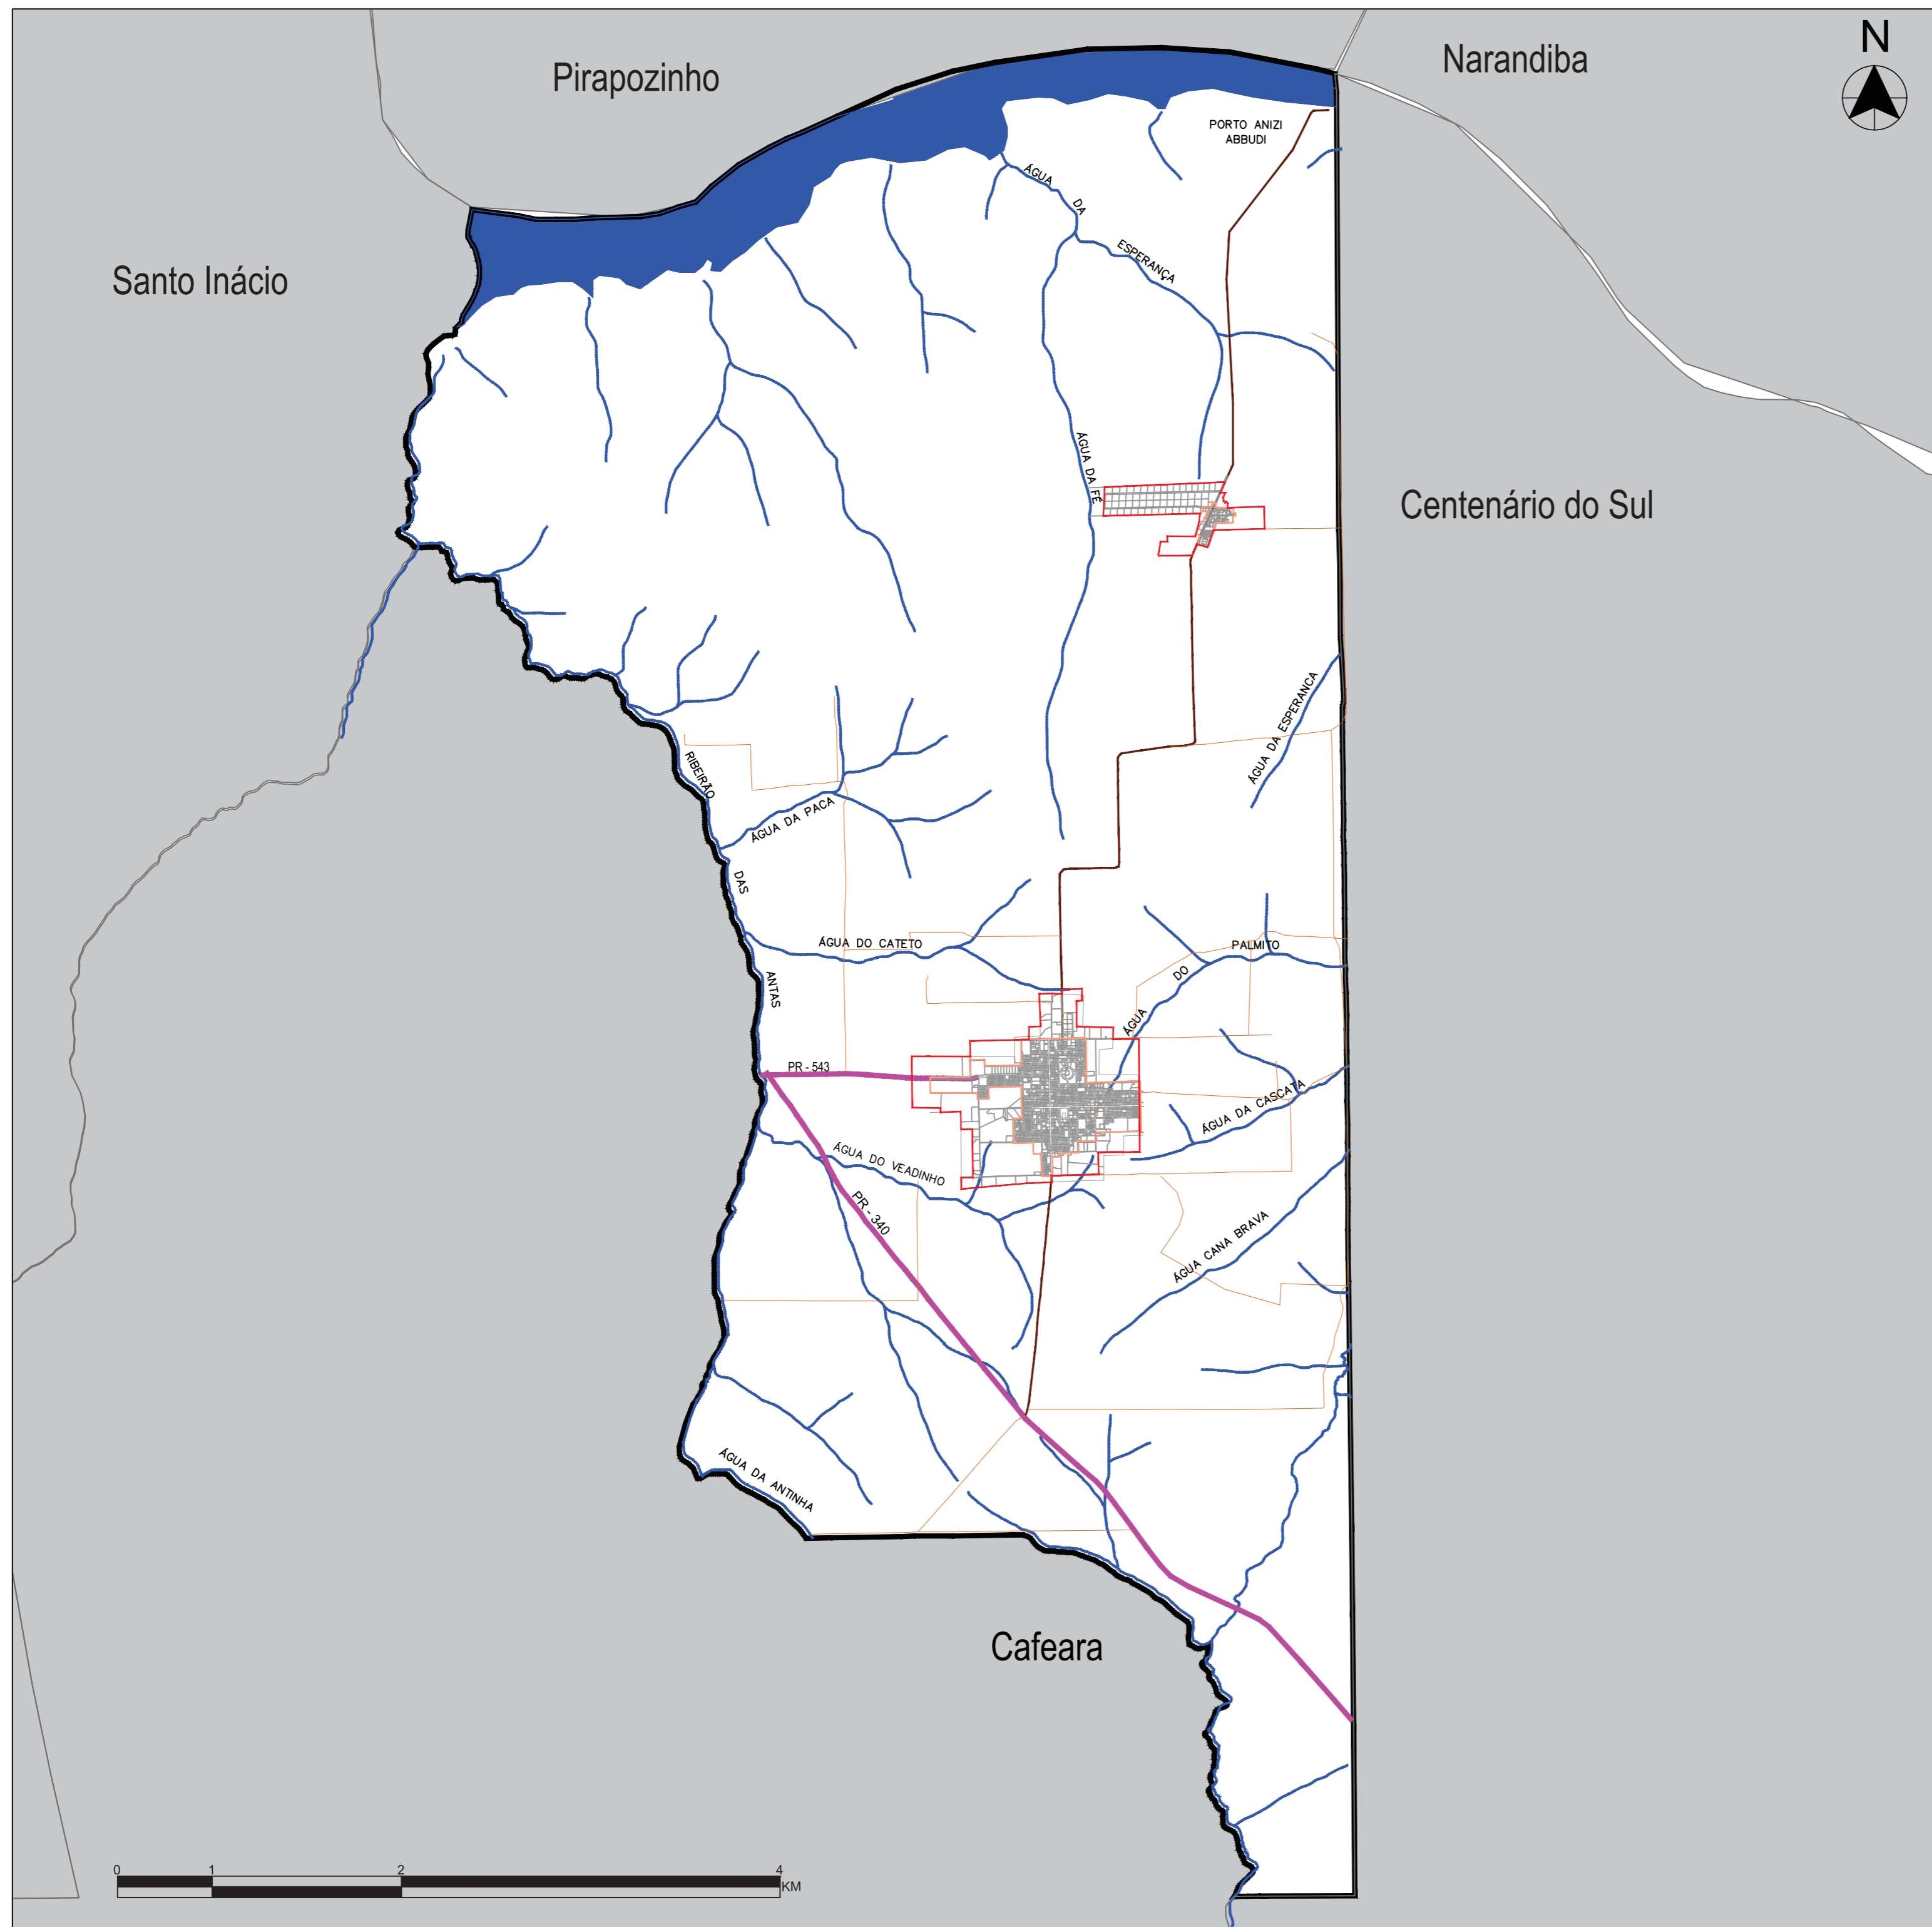 N
Pirapozinho
Narandiba
PORTO ANIZI
ABBUDI
ÁGUA
DA
ESPERANÇA
Santo Inácio
ÁGUA DA FÉ
Centenário do Sul
ÁGUA DA ESPERANCA
RIBEIRÃO
ÁGUA DA PACA
DAS
ÁGUA DO CATETO
PALMITO
DO
ÁGUA
ANTAS
PR - 543
ÁGUA DA CASCATA
ÁGUA DO VEADINHO
PR - 340
ÁGUA CANA BRAVA
ÁGUA DA ANTINHA
Cafeara
0 1 2 4
KM